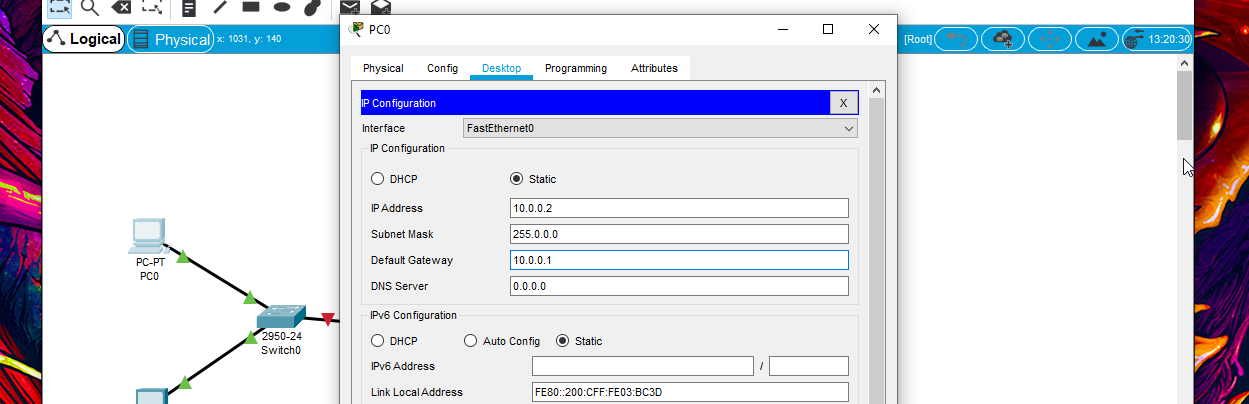 PC0
Logical
Physical
x: 1031, y: 140
[Root]
13:20:30
Physical
Config
Desktop
Programming
Attributes
IP Configuration
X
Interface
FastEthernet0
IP Configuration
DHCP
Static
IP Address
10.0.0.2
Subnet Mask
255.0.0.0
Default Gateway
10.0.0.1
DNS Server
0.0.0.0
IPv6 Configuration
DHCP
Auto Config
Static
IPv6 Address
/
Link Local Address
FE80::200:CFF:FE03:BC3D
PC-PT
PC0
2950-24
Switch0